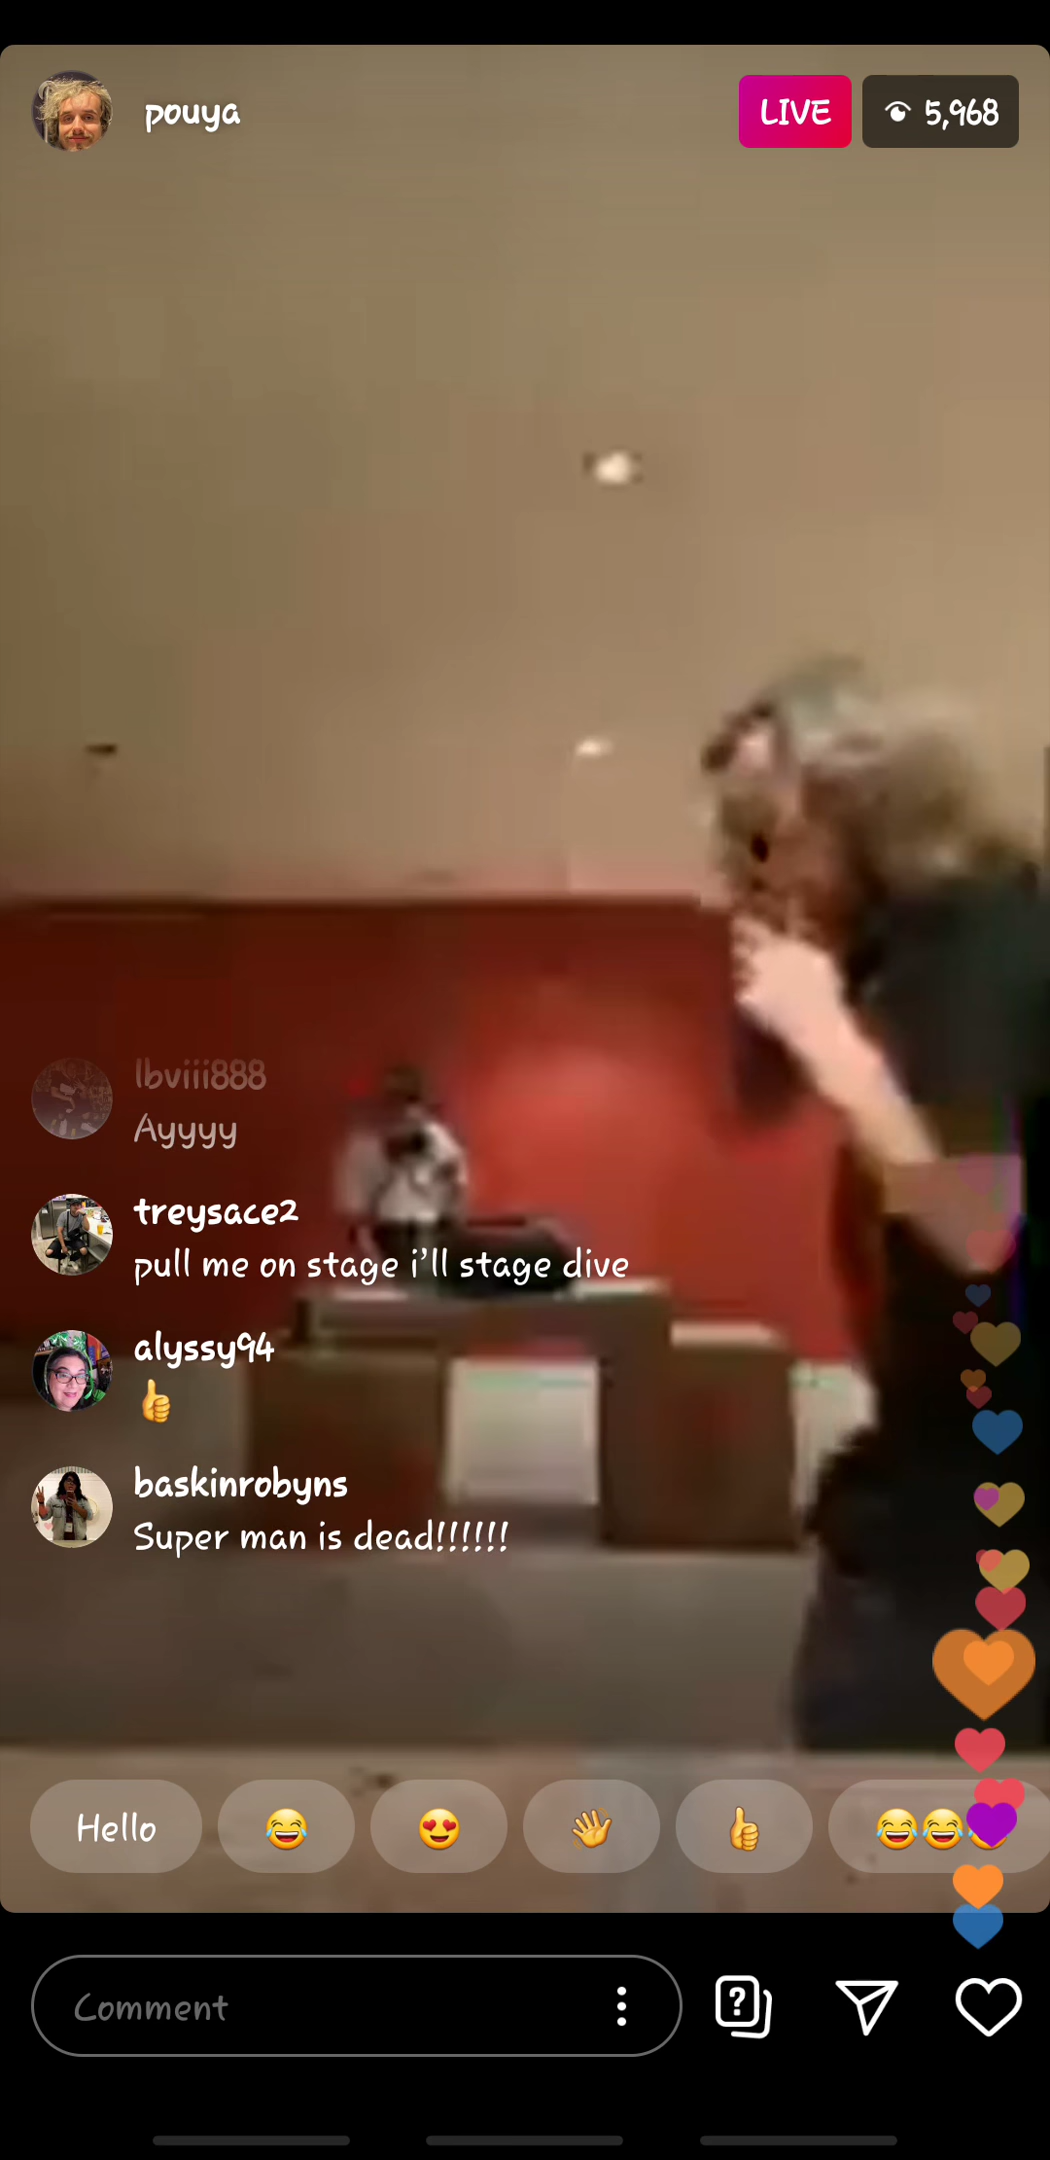 pouya
LIVE
5,968
lbviii888
Ayyyy
treysace2
pull me on stage i'll stage dive
alyssy94
👍
baskinrobyns
Super man is dead!!!!!!
Hello
😂
😍
👋
👍
😂😂😂
Comment